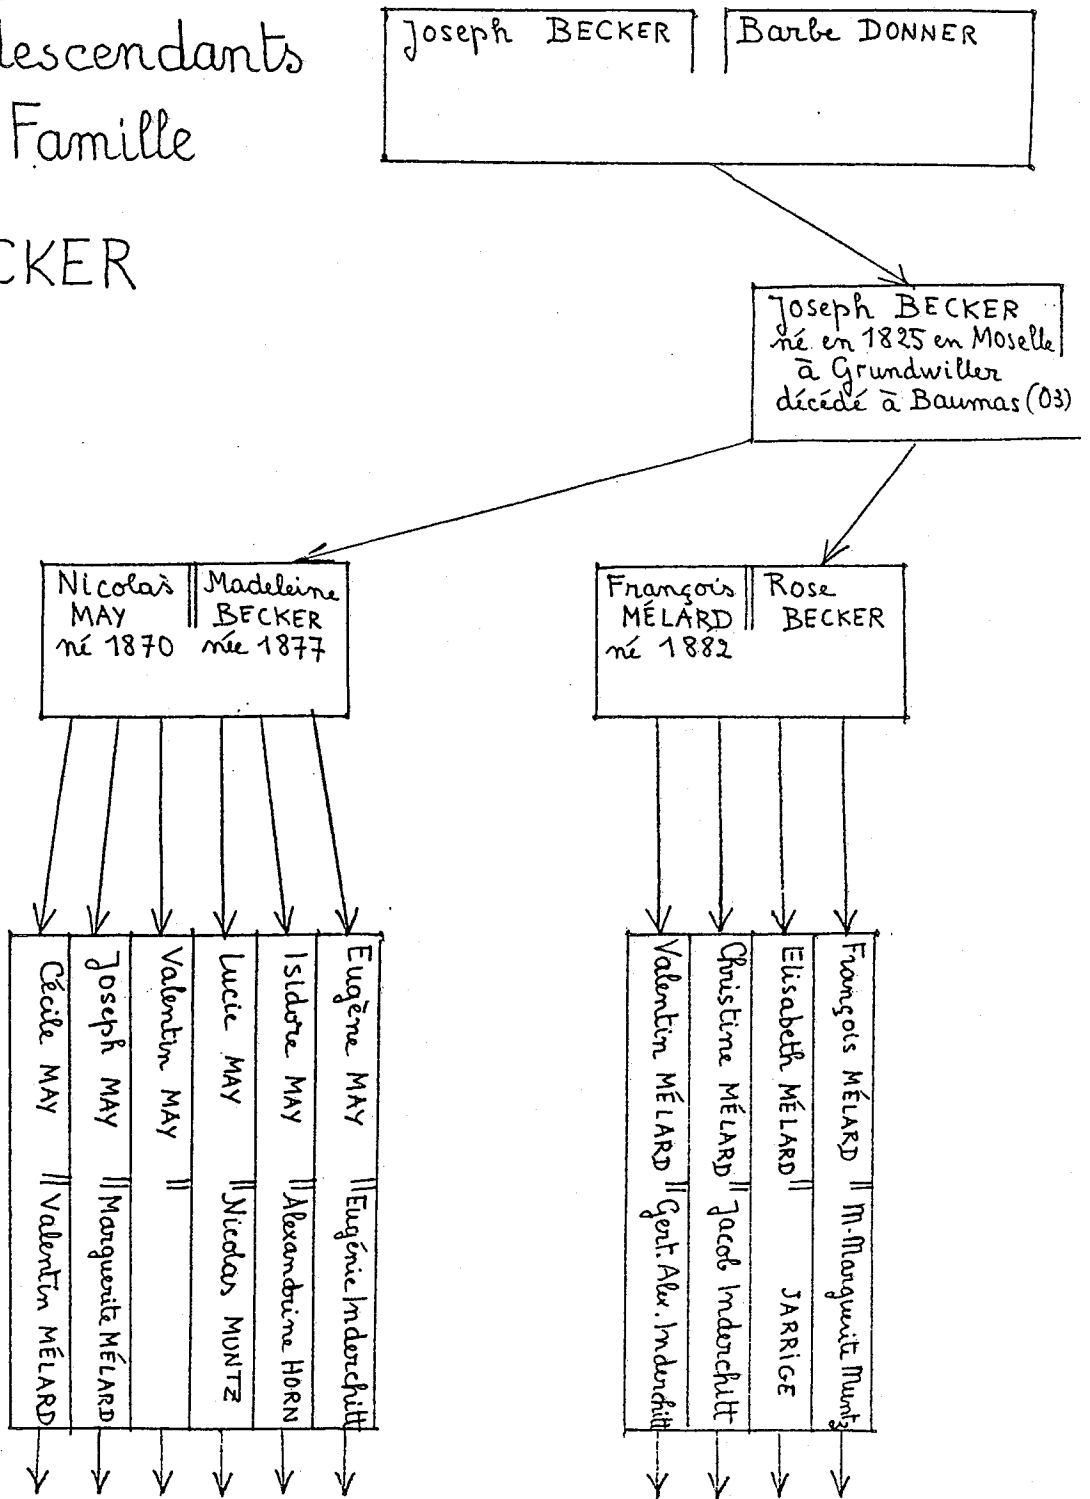 descendants
Famille
CKER
Joseph BECKER
Barbe DONNER
Joseph BECKER
né en 1825 en Moselle
à Grundwiller
décédé à Baumas (03)
Nicolas
MAY
né 1870
Madeleine
BECKER
née 1877
François
MÉLARD
né 1882
Rose
BECKER
Cécile MAY || Valentin MÉLARD
Joseph MAY || Marguerite MÉLARD
Valentin MAY ||
Lucie MAY || Nicolas MUNTZ
Isidore MAY || Alexandrine HORN
Eugène MAY || Eugénie Inderchitt
Valentin MÉLARD || Gert. Alex. Inderchitt
Christine MÉLARD || Jacob Inderchitt
Elisabeth MÉLARD || JARRIGE
François MÉLARD || M-Marguerite Muntz